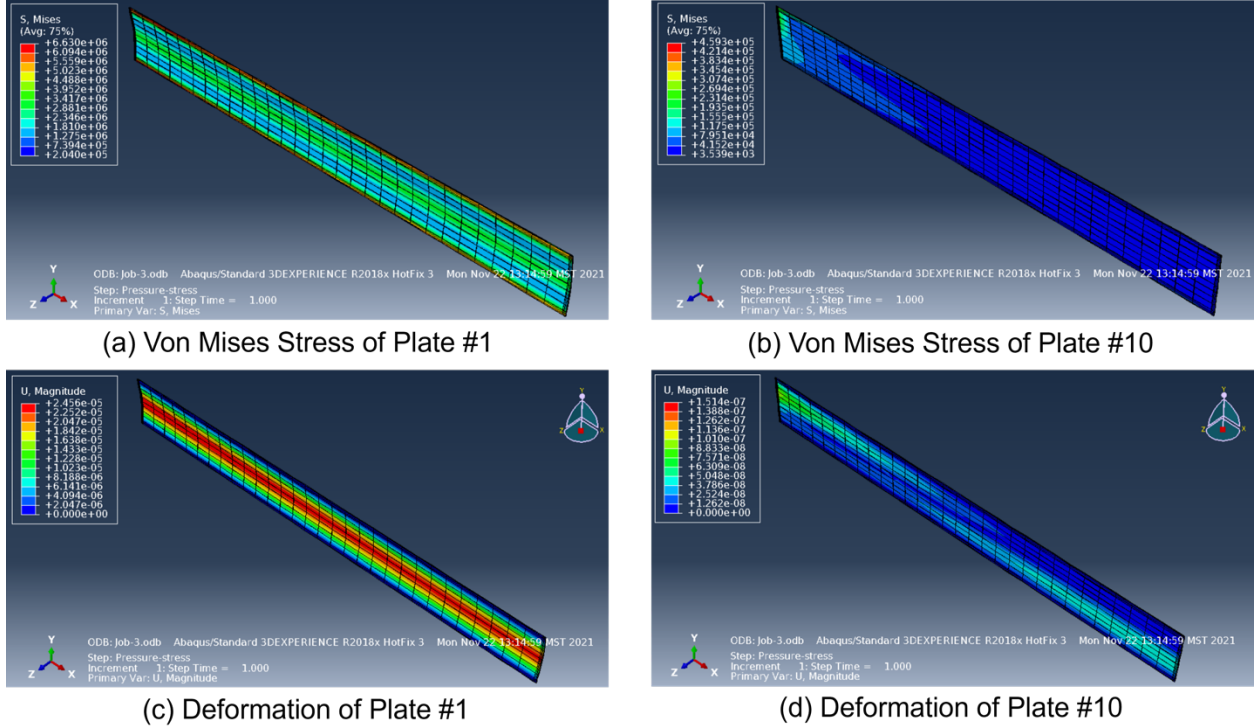 S, Mises
(Avg: 75%)
+6.630e+06
+6.094e+06
+5.559e+06
+5.023e+06
+4.488e+06
+3.952e+06
+3.417e+06
+2.881e+06
+2.346e+06
+1.810e+06
+1.275e+06
+7.394e+05
+2.040e+05
Y
Z
X
ODB: Job-3.odb Abaqus/Standard 3DEXPERIENCE R2018x HotFix 3 Mon Nov 22 13:14:59 MST 2021
Step: Pressure-stress
Increment 1: Step Time = 1.000
Primary Var: S, Mises
(a) Von Mises Stress of Plate #1
S, Mises
(Avg: 75%)
+4.593e+05
+4.214e+05
+3.834e+05
+3.454e+05
+3.074e+05
+2.694e+05
+2.314e+05
+1.935e+05
+1.555e+05
+1.175e+05
+7.951e+04
+4.152e+04
+3.539e+03
Y
Z
X
ODB: Job-3.odb Abaqus/Standard 3DEXPERIENCE R2018x HotFix 3 Mon Nov 22 13:14:59 MST 2021
Step: Pressure-stress
Increment 1: Step Time = 1.000
Primary Var: S, Mises
(b) Von Mises Stress of Plate #10
U, Magnitude
+2.456e-05
+2.252e-05
+2.047e-05
+1.842e-05
+1.638e-05
+1.433e-05
+1.228e-05
+1.023e-05
+8.188e-06
+6.141e-06
+4.094e-06
+2.047e-06
+0.000e+00
Y
Z
X
Y
Z
X
ODB: Job-3.odb Abaqus/Standard 3DEXPERIENCE R2018x HotFix 3 Mon Nov 22 13:14:59 MST 2021
Step: Pressure-stress
Increment 1: Step Time = 1.000
Primary Var: U, Magnitude
(c) Deformation of Plate #1
U, Magnitude
+1.514e-07
+1.388e-07
+1.262e-07
+1.136e-07
+1.010e-07
+8.833e-08
+7.571e-08
+6.309e-08
+5.048e-08
+3.786e-08
+2.524e-08
+1.262e-08
+0.000e+00
Y
Z
X
Y
Z
X
ODB: Job-3.odb Abaqus/Standard 3DEXPERIENCE R2018x HotFix 3 Mon Nov 22 13:14:59 MST 2021
Step: Pressure-stress
Increment 1: Step Time = 1.000
Primary Var: U, Magnitude
(d) Deformation of Plate #10